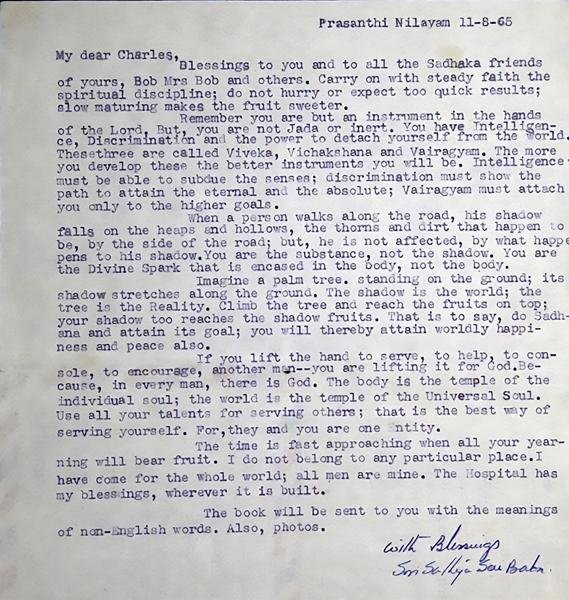 Prasanthi Nilayam 11-8-65
My dear Charles,
Blessings to you and to all the Sadhaka friends
of yours, Bob Mrs Bob and others. Carry on with steady faith the
spiritual discipline; do not hurry or expect too quick results;
slow maturing makes the fruit sweeter.
Remember you are but an instrument in the hands
of the Lord, But, you are not Jada or inert. You have Intelligen-
ce, Discrimination and the power to detach yourself from the World.
Thesethree are called Viveka, Vichakshana and Vairagyam. The more
you develop these the better instruments you will be. Intelligence
must be able to subdue the senses; discrimination must show the
path to attain the eternal and the absolute; Vairagyam must attach
you only to the higher goals.
When a person walks along the road, his shadow
falls on the heaps and hollows, the thorns and dirt that happen to
be, by the side of the road; but, he is not affected, by what happe
pens to his shadow.You are the substance, not the shadow. You are
the Divine Spark that is encased in the body, not the body.
Imagine a palm tree. standing on the ground; its
shadow stretches along the ground. The shadow is the world; the
tree is the Reality. Climb the tree and reach the fruits on top;
your shadow too reaches the shadow fruits. That is to say, do Sadh-
ana and attain its goal; you will thereby attain worldly happi-
ness and peace also.
If you lift the hand to serve, to help, to con-
sole, to encourage, another man--you are lifting it for God.Be-
cause, in every man, there is God. The body is the temple of the
individual soul; the world is the temple of the Universal Soul.
Use all your talents for serving others; that is the best way of
serving yourself. For,they and you are one Entity.
The time is fast approaching when all your year-
ning will bear fruit. I do not belong to any particular place.I
have come for the whole world; all men are mine. The Hospital has
my blessings, wherever it is built.
The book will be sent to you with the meanings
of non-English words. Also, photos.
With Blessings
Sri Sathya Sai Baba.